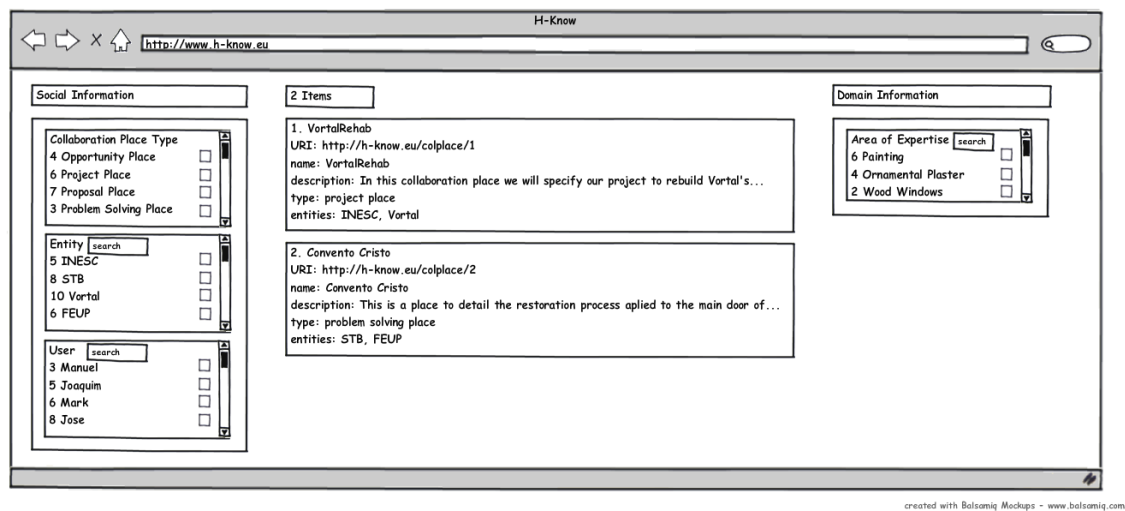 H-Know
http://www.h-know.eu
Social Information
Collaboration Place Type
4 Opportunity Place
6 Project Place
7 Proposal Place
3 Problem Solving Place
Entity search
5 INESC
8 STB
10 Vortal
6 FEUP
User search
3 Manuel
5 Joaquim
6 Mark
8 Jose
2 Items
1. VortalRehab
URI: http://h-know.eu/colplace/1
name: VortalRehab
description: In this collaboration place we will specify our project to rebuild Vortal's...
type: project place
entities: INESC, Vortal
2. Convento Cristo
URI: http://h-know.eu/colplace/2
name: Convento Cristo
description: This is a place to detail the restoration process aplied to the main door of...
type: problem solving place
entities: STB, FEUP
Domain Information
Area of Expertise search
6 Painting
4 Ornamental Plaster
2 Wood Windows
created with Balsamiq Mockups - www.balsamiq.com